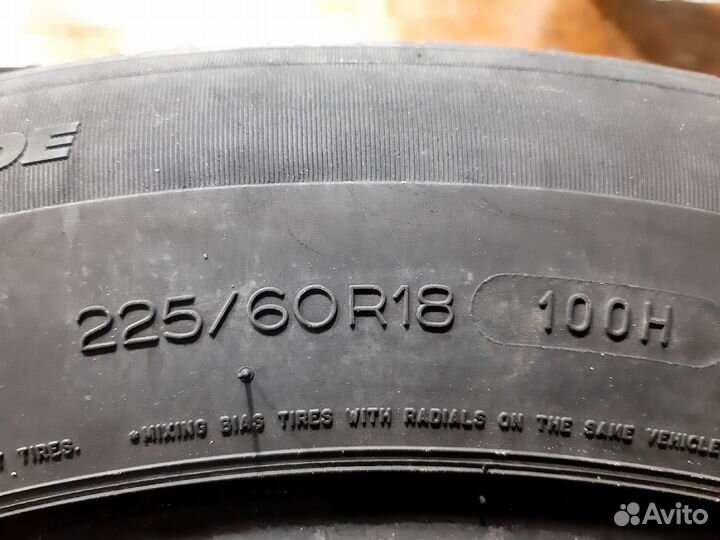 DE
225/60R18 100H
TIRES. *MIXING BIAS TIRES WITH RADIALS ON THE SAME VEHICLE
Avito